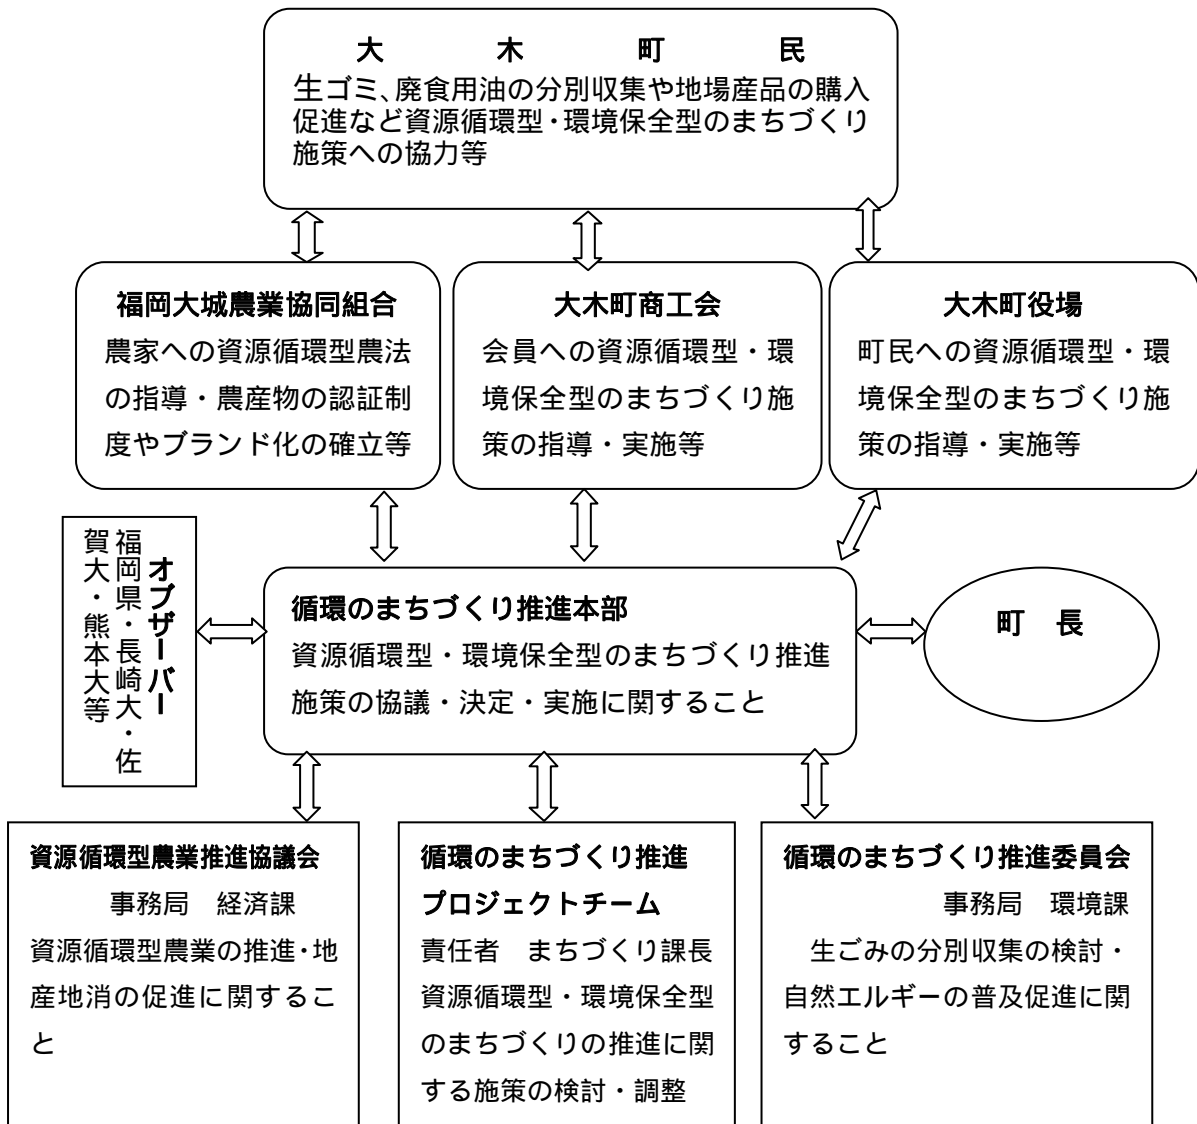 大木町民
生ゴミ、廃食用油の分別収集や地場産品の購入
促進など資源循環型・環境保全型のまちづくり
施策への協力等
福岡大城農業協同組合
農家への資源循環型農法
の指導・農産物の認証制
度やブランド化の確立等
大木町商工会
会員への資源循環型・環
境保全型のまちづくり施
策の指導・実施等
大木町役場
町民への資源循環型・環
境保全型のまちづくり施
策の指導・実施等
オブザーバー
福岡県・長崎大・佐
賀大・熊本大等
循環のまちづくり推進本部
資源循環型・環境保全型のまちづくり推進
施策の協議・決定・実施に関すること
町　長
資源循環型農業推進協議会
事務局　経済課
資源循環型農業の推進・地
産地消の促進に関するこ
と
循環のまちづくり推進
プロジェクトチーム
責任者　まちづくり課長
資源循環型・環境保全型
のまちづくりの推進に関
する施策の検討・調整
循環のまちづくり推進委員会
事務局　環境課
生ごみの分別収集の検討・
自然エルギーの普及促進に関
すること